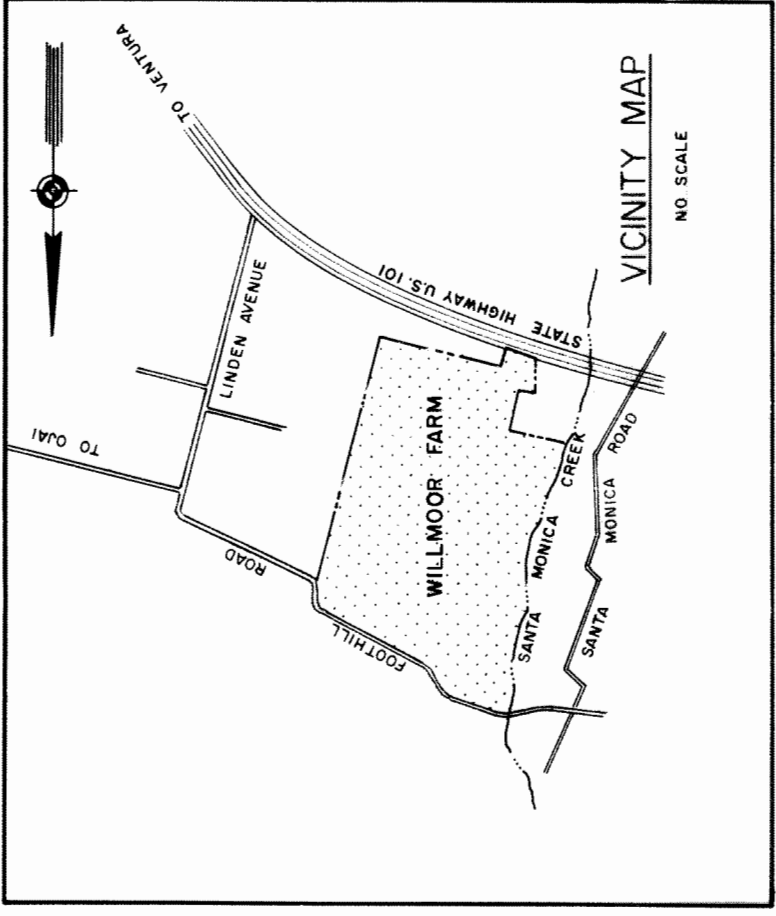 TO VENTURA
LINDEN AVENUE
STATE HIGHWAY U.S. 101
TO OJAI
FOOTHILL ROAD
WILLMOOR FARM
SANTA MONICA CREEK
SANTA MONICA ROAD
VICINITY MAP
NO SCALE